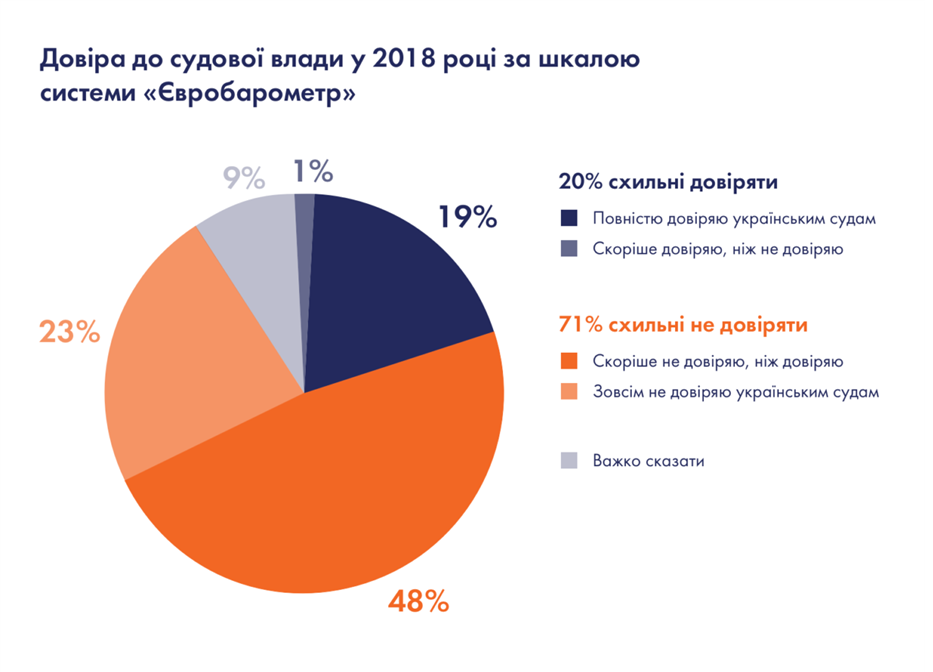 Довіра до судової влади у 2018 році за шкалою
системи «Євробарометр»
9%
1%
19%
23%
48%
20% схильні довіряти
Повністю довіряю українським судам
Скоріше довіряю, ніж не довіряю
71% схильні не довіряти
Скоріше не довіряю, ніж довіряю
Зовсім не довіряю українським судам
Важко сказати